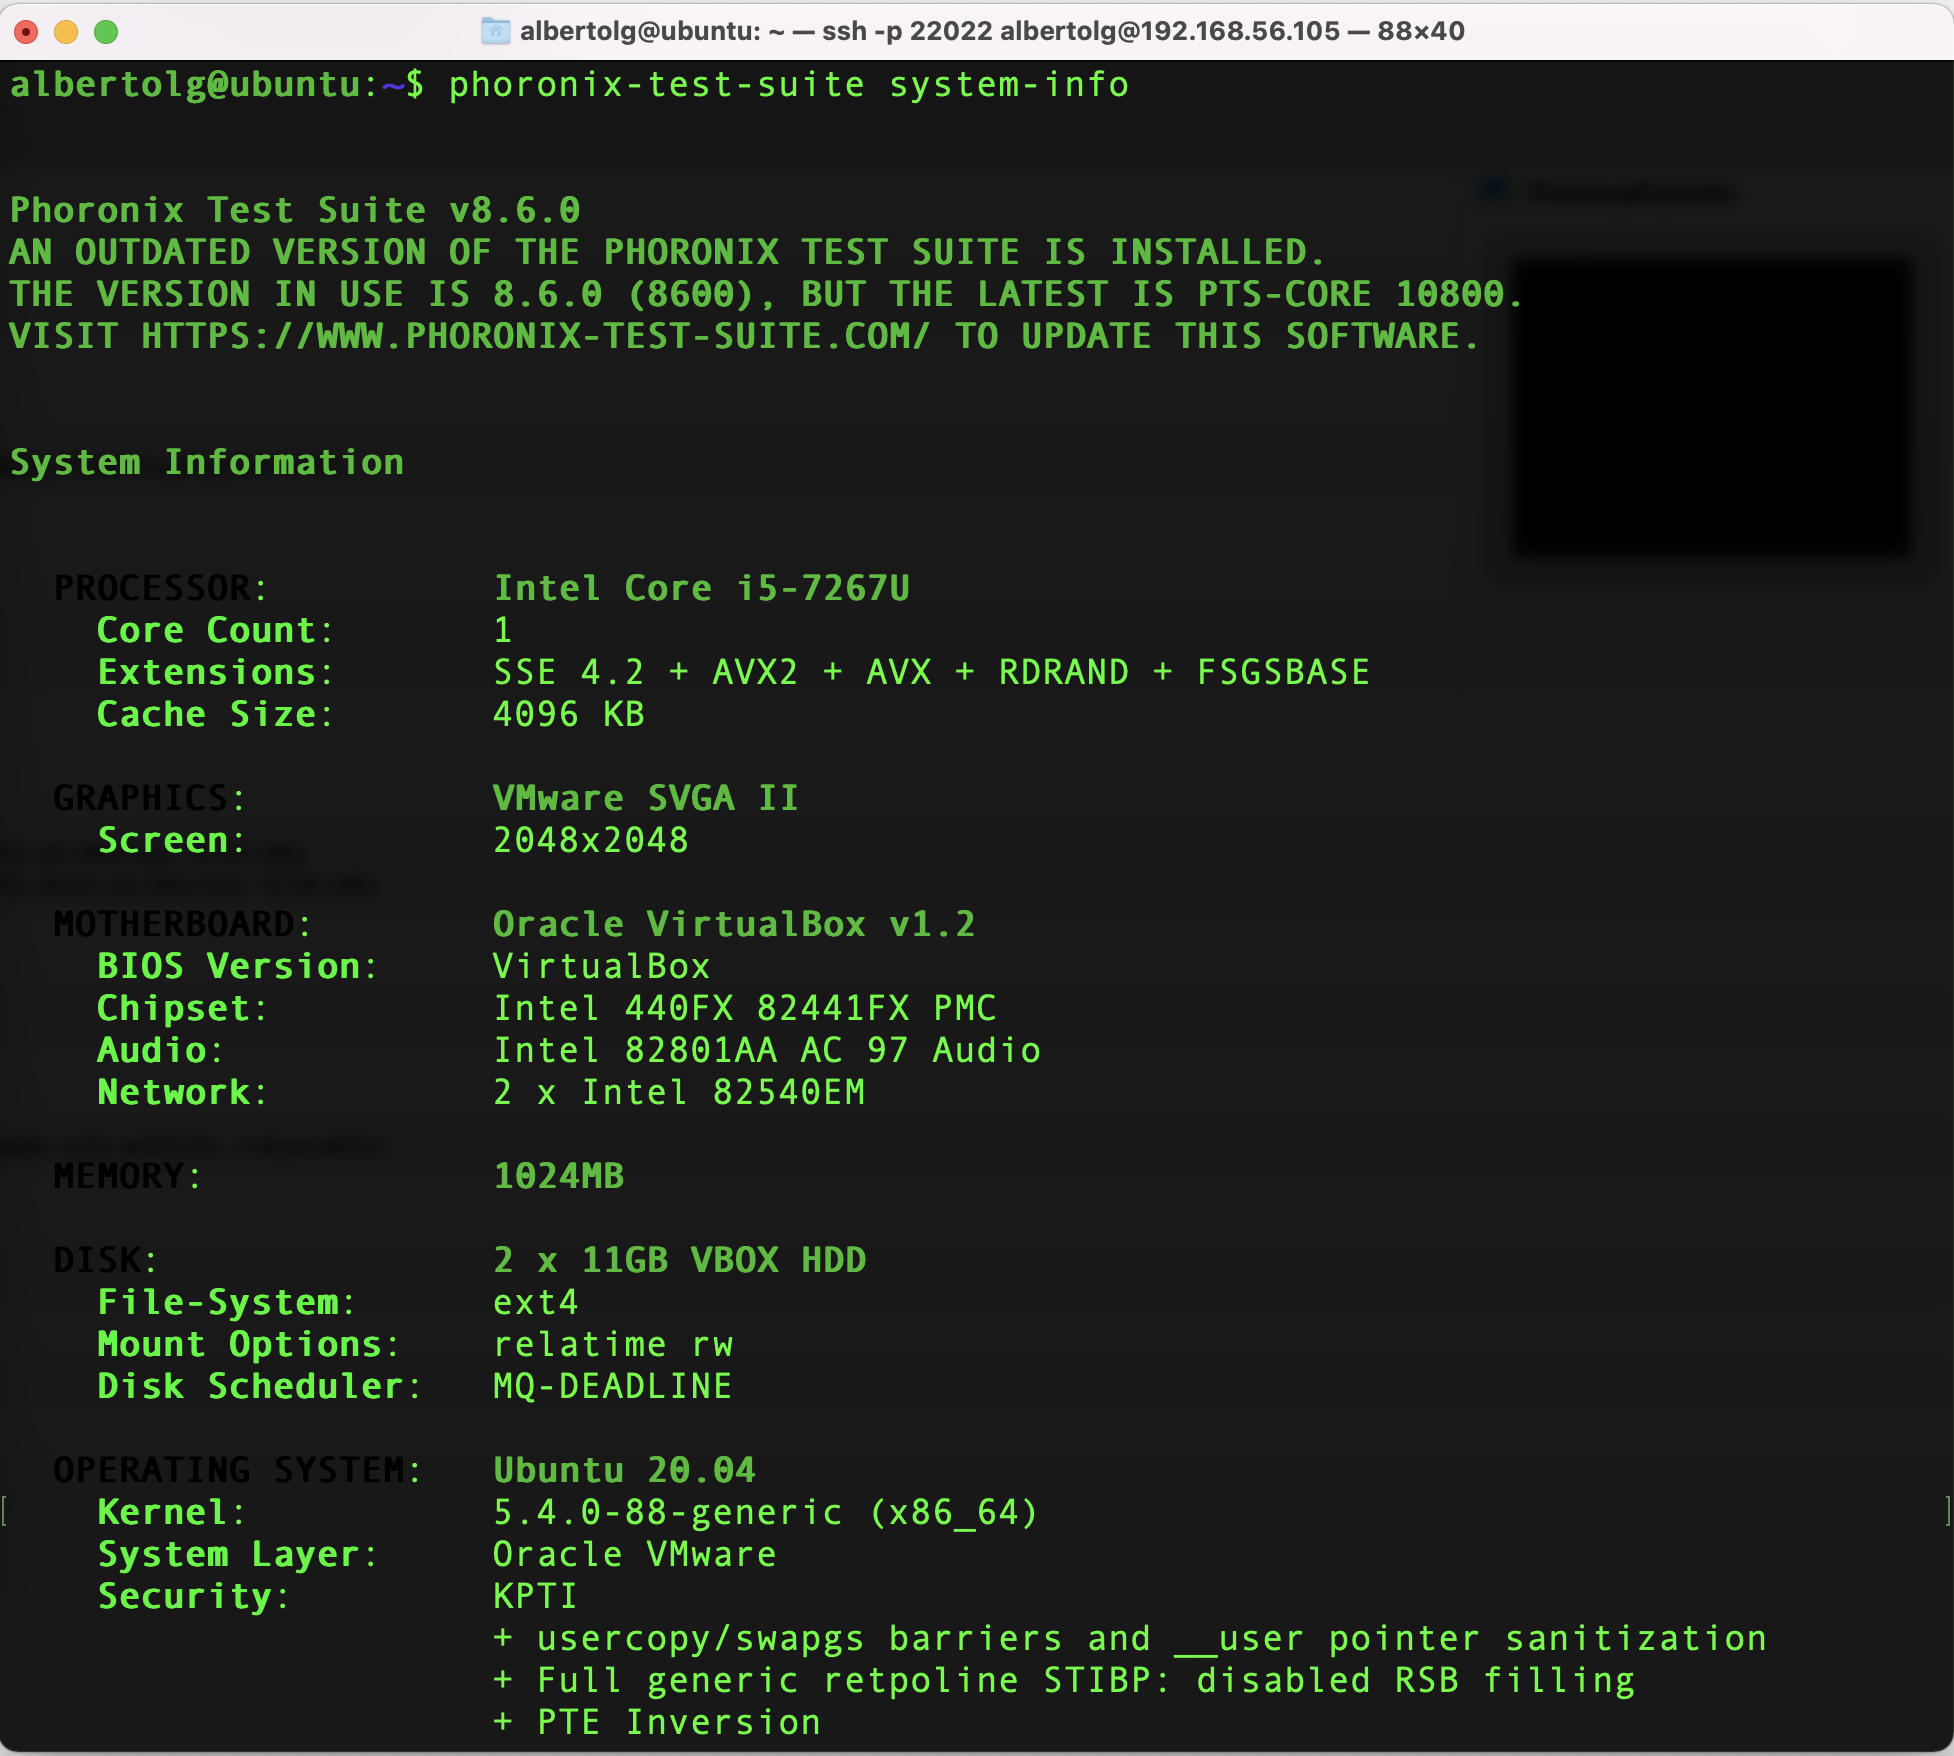 albertolg@ubuntu: ~ — ssh -p 22022 albertolg@192.168.56.105 — 88×40
albertolg@ubuntu:~$ phoronix-test-suite system-info
Phoronix Test Suite v8.6.0
AN OUTDATED VERSION OF THE PHORONIX TEST SUITE IS INSTALLED.
THE VERSION IN USE IS 8.6.0 (8600), BUT THE LATEST IS PTS-CORE 10800.
VISIT HTTPS://WWW.PHORONIX-TEST-SUITE.COM/ TO UPDATE THIS SOFTWARE.
System Information
PROCESSOR: Intel Core i5-7267U
Core Count: 1
Extensions: SSE 4.2 + AVX2 + AVX + RDRAND + FSGSBASE
Cache Size: 4096 KB
GRAPHICS: VMware SVGA II
Screen: 2048x2048
MOTHERBOARD: Oracle VirtualBox v1.2
BIOS Version: VirtualBox
Chipset: Intel 440FX 82441FX PMC
Audio: Intel 82801AA AC 97 Audio
Network: 2 x Intel 82540EM
MEMORY: 1024MB
DISK: 2 x 11GB VBOX HDD
File-System: ext4
Mount Options: relatime rw
Disk Scheduler: MQ-DEADLINE
OPERATING SYSTEM: Ubuntu 20.04
Kernel: 5.4.0-88-generic (x86_64)
System Layer: Oracle VMware
Security: KPTI
+ usercopy/swapgs barriers and __user pointer sanitization
+ Full generic retpoline STIBP: disabled RSB filling
+ PTE Inversion